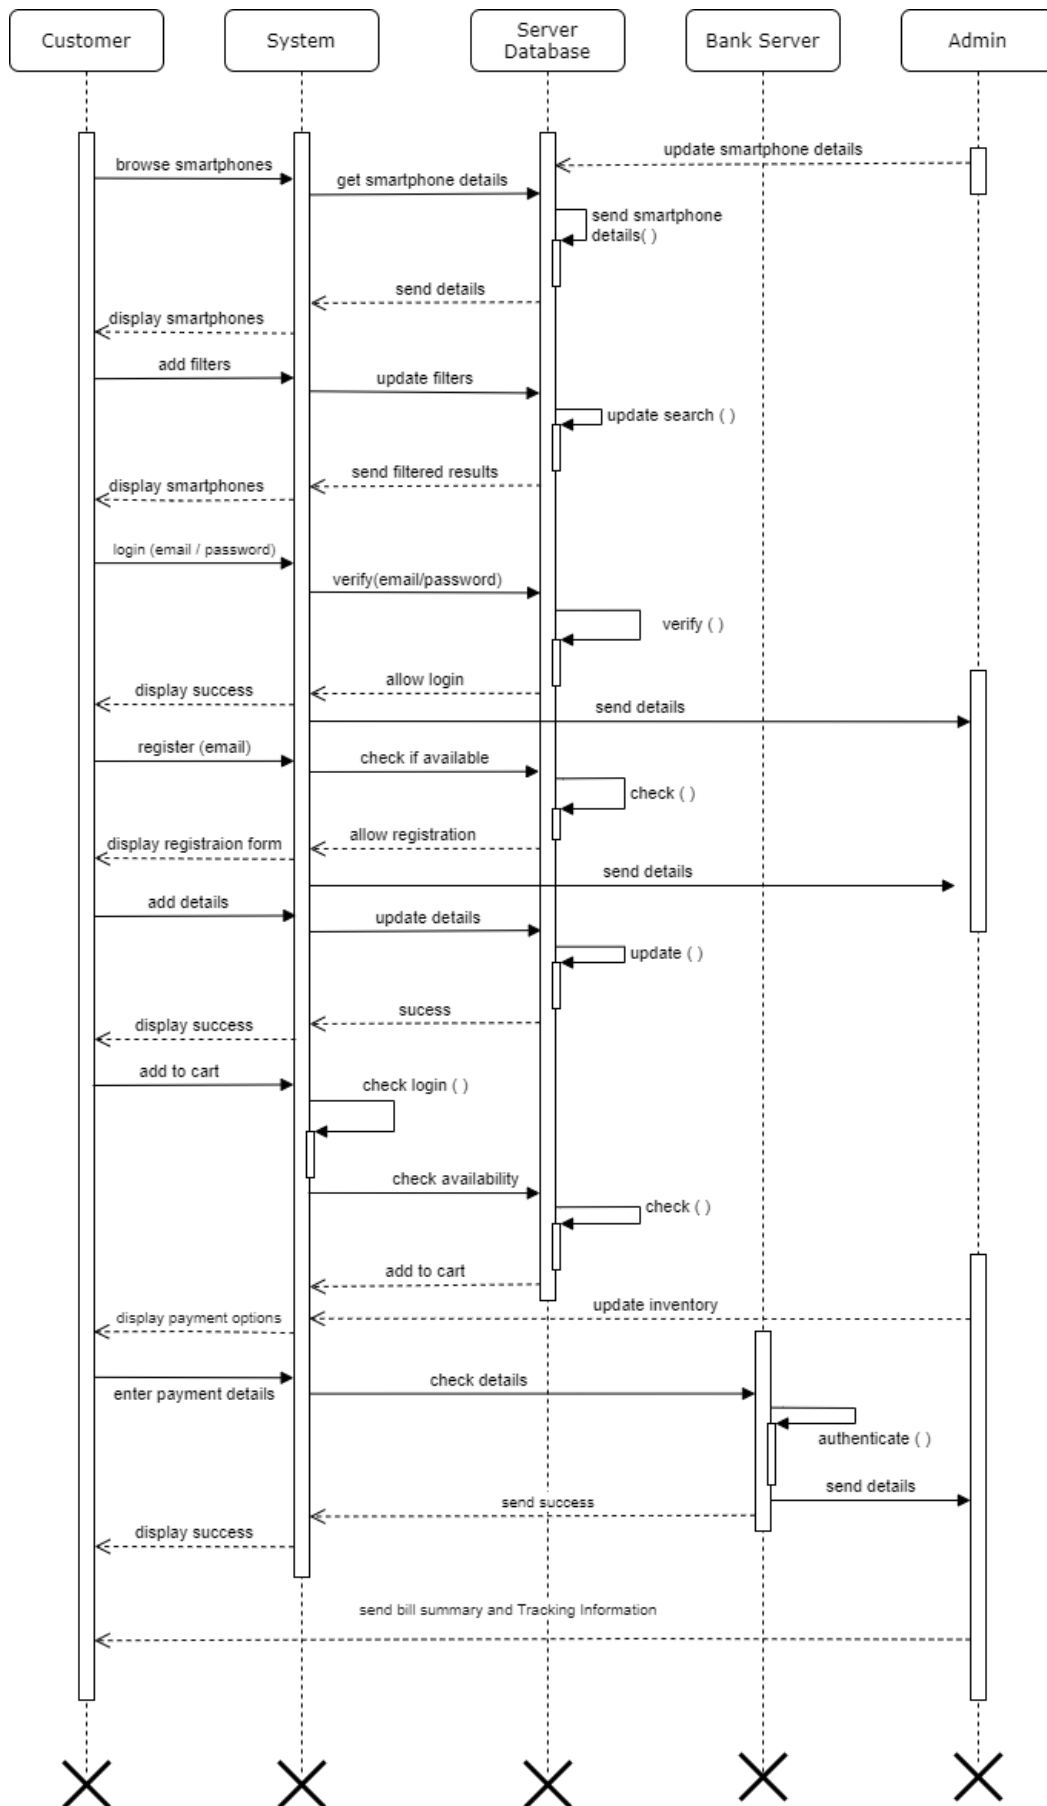 Customer
System
Server
Database
Bank Server
Admin
update smartphone details
browse smartphones
get smartphone details
send smartphone
details( )
send details
display smartphones
add filters
update filters
update search ( )
send filtered results
display smartphones
login (email / password)
verify(email/password)
verify ( )
allow login
display success
send details
register (email)
check if available
check ( )
allow registration
display registraion form
send details
add details
update details
update ( )
sucess
display success
add to cart
check login ( )
check availability
check ( )
add to cart
update inventory
display payment options
check details
enter payment details
authenticate ( )
send details
send success
display success
send bill summary and Tracking Information